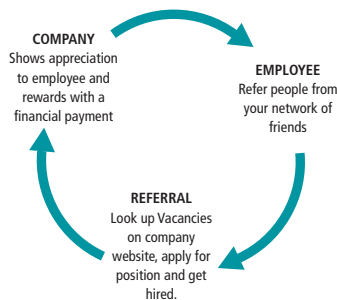 COMPANY
Shows appreciation
to employee and
rewards with a
financial payment
EMPLOYEE
Refer people from
your network of
friends
REFERRAL
Look up Vacancies
on company
website, apply for
position and get
hired.